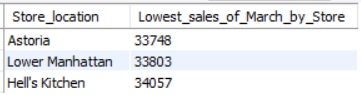 Store_location Lowest_sales_of_March_by_Store
Astoria 33748
Lower Manhattan 33803
Hell's Kitchen 34057